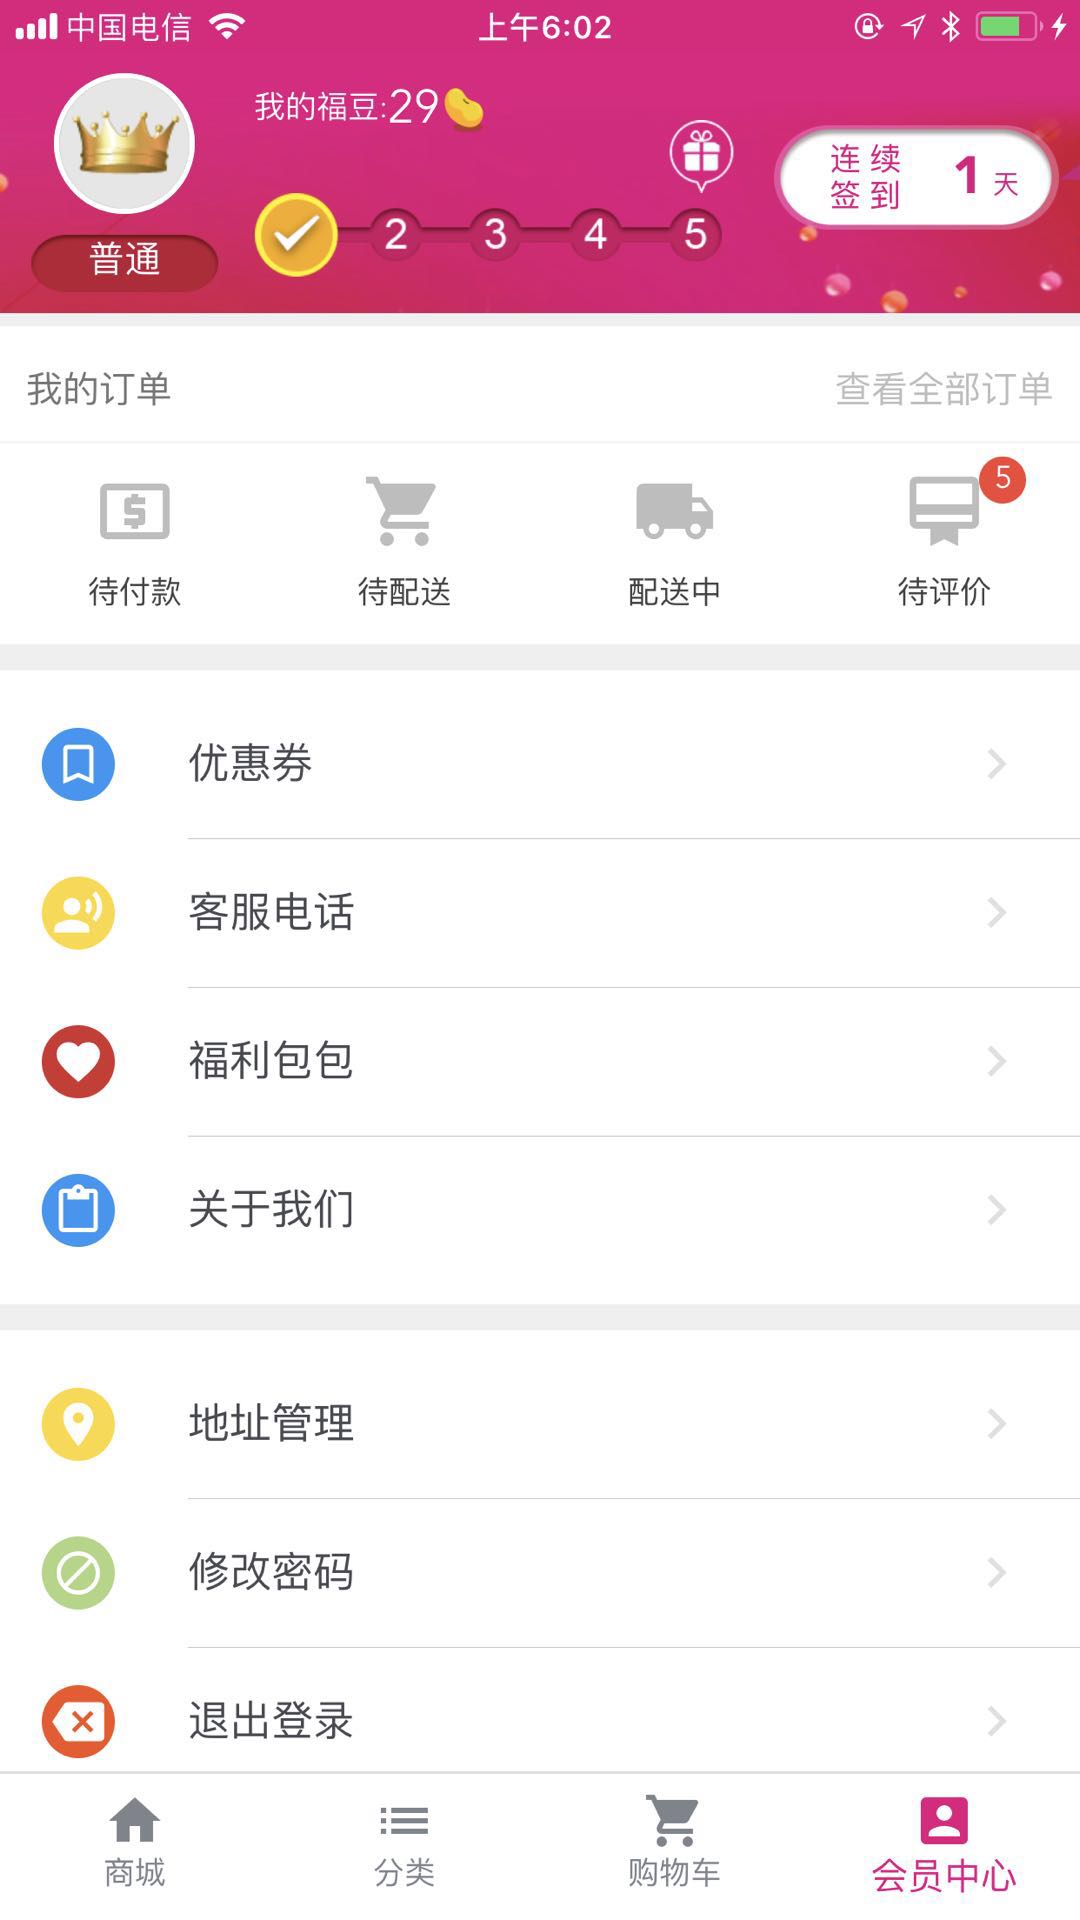 中国电信 上午6:02
我的福豆:29
连续
签到 1天
2 3 4 5
普通
我的订单 查看全部订单
5
待付款 待配送 配送中 待评价
优惠券
客服电话
福利包包
关于我们
地址管理
修改密码
退出登录
商城 分类 购物车 会员中心